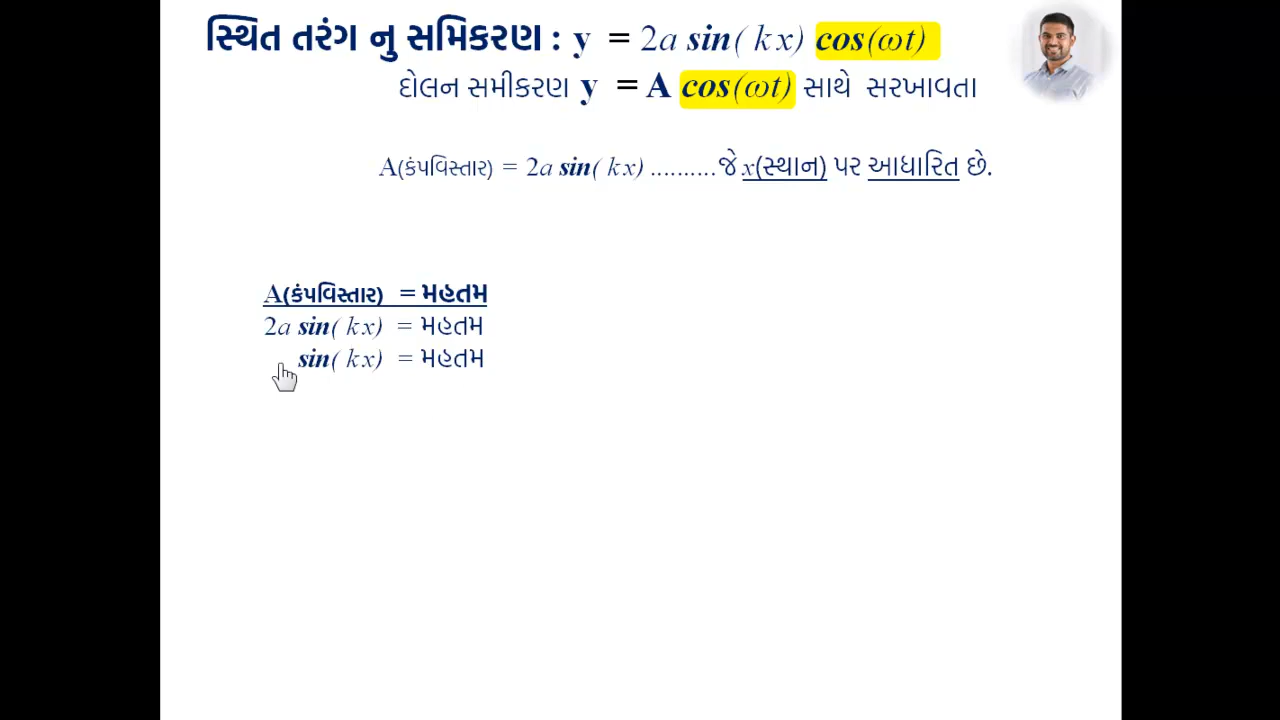 સ્થિત તરંગ નુ સમિકરણ : y = 2a sin( kx) cos(ωt)
દોલન સમીકરણ y = A cos(ωt) સાથે સરખાવતા
A(કંપવિસ્તાર) = 2a sin( kx) ..........જે x(સ્થાન) પર આધારિત છે.
A(કંપવિસ્તાર) = મહતમ
2a sin( kx) = મહતમ
sin( kx) = મહતમ